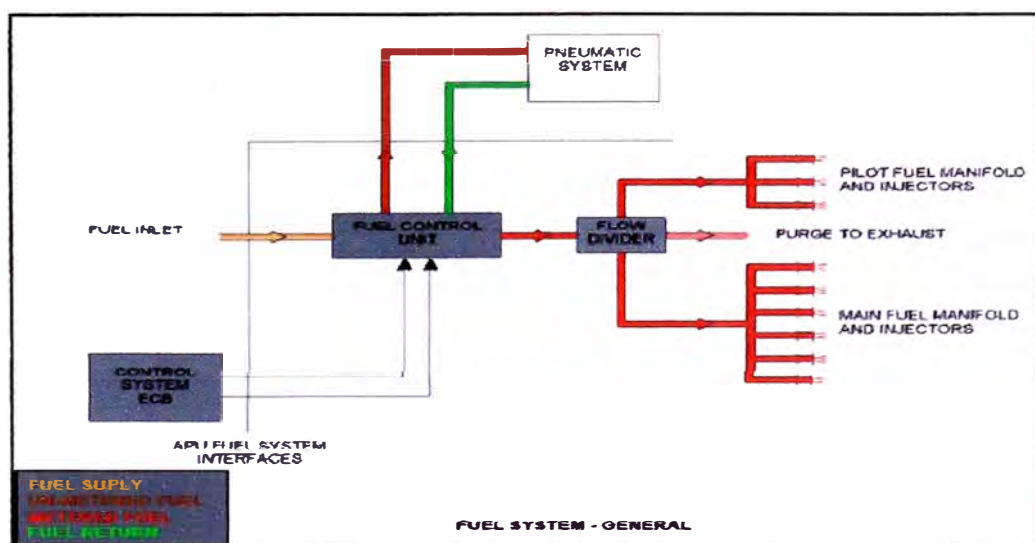 PNEUMATIC
SYSTEM
PILOT FUEL MANIFOLD
AND INJECTORS
FUEL INLET
FUEL CONTROL
UNIT
FLOW
DIVIDER
PURGE TO EXHAUST
MAIN FUEL MANIFOLD
AND INJECTORS
CONTROL
SYSTEM
ECB
APU FUEL SYSTEM
INTERFACES
FUEL SUPLY
UN-METERED FUEL
METERED FUEL
FUEL RETURN
FUEL SYSTEM - GENERAL